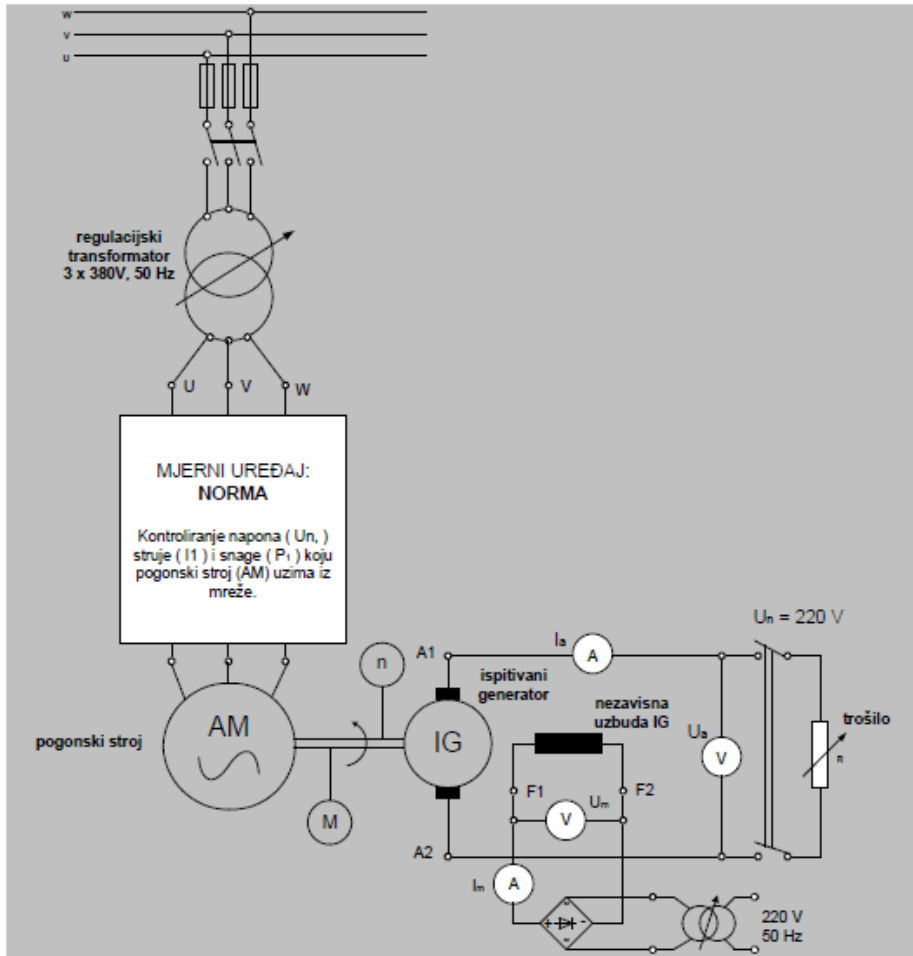 W
V
U
regulacijski
transformator
3 x 380V, 50 Hz
U
V
W
MJERNI UREĐAJ:
NORMA
Kontroliranje napona ( Un, )
struje ( I1 ) i snage ( P₁ ) koju
pogonski stroj (AM) uzima iz
mreže.
Un = 220 V
n
A1
Ia
A
ispitivani
generator
nezavisna
uzbuda IG
trošilo
pogonski stroj
AM
IG
Ua
V
R
F1
F2
Um
V
M
A2
Im
A
+
-
~
~
220 V
50 Hz